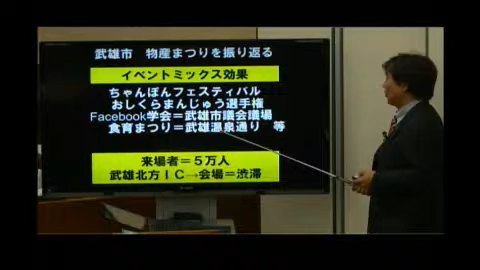 武雄市　物産まつりを振り返る
イベントミックス効果
ちゃんぽんフェスティバル
おしくらまんじゅう選手権
Facebook学会＝武雄市議会議場
食育まつり＝武雄温泉通り　等
来場者＝５万人
武雄北方ＩＣ→会場＝渋滞